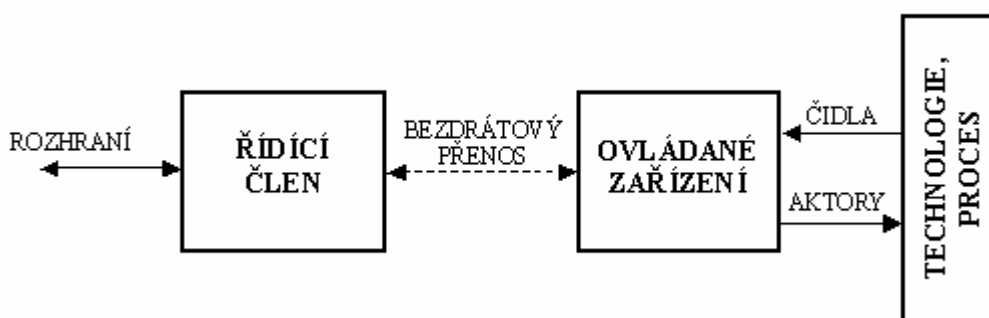 ROZHRANÍ
ŘÍDÍCÍ
ČLEN
BEZDRÁTOVÝ
PŘENOS
OVLÁDANÉ
ZAŘÍZENÍ
ČIDLA
AKTORY
TECHNOLOGIE,
PROCES